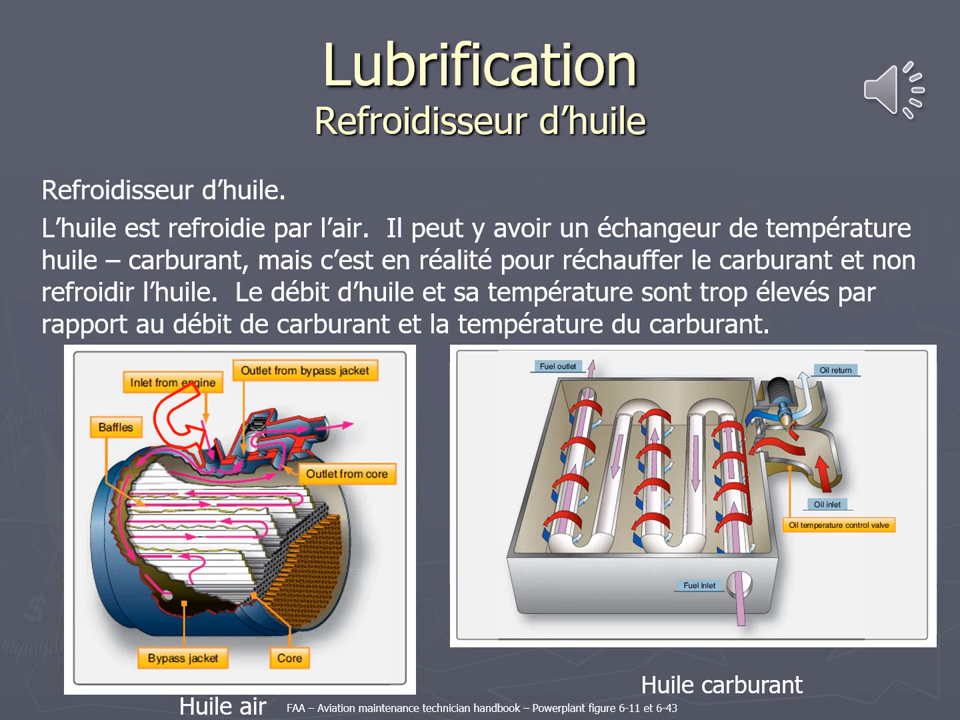 Lubrification
Refroidisseur d’huile
Refroidisseur d’huile.
L’huile est refroidie par l’air. Il peut y avoir un échangeur de température
huile – carburant, mais c’est en réalité pour réchauffer le carburant et non
refroidir l’huile. Le débit d’huile et sa température sont trop élevés par
rapport au débit de carburant et la température du carburant.
Inlet from engine
Outlet from bypass jacket
Baffles
Outlet from core
Bypass jacket
Core
Huile air
Fuel outlet
Oil return
Oil inlet
Oil temperature control valve
Fuel inlet
Huile carburant
FAA – Aviation maintenance technician handbook – Powerplant figure 6-11 et 6-43